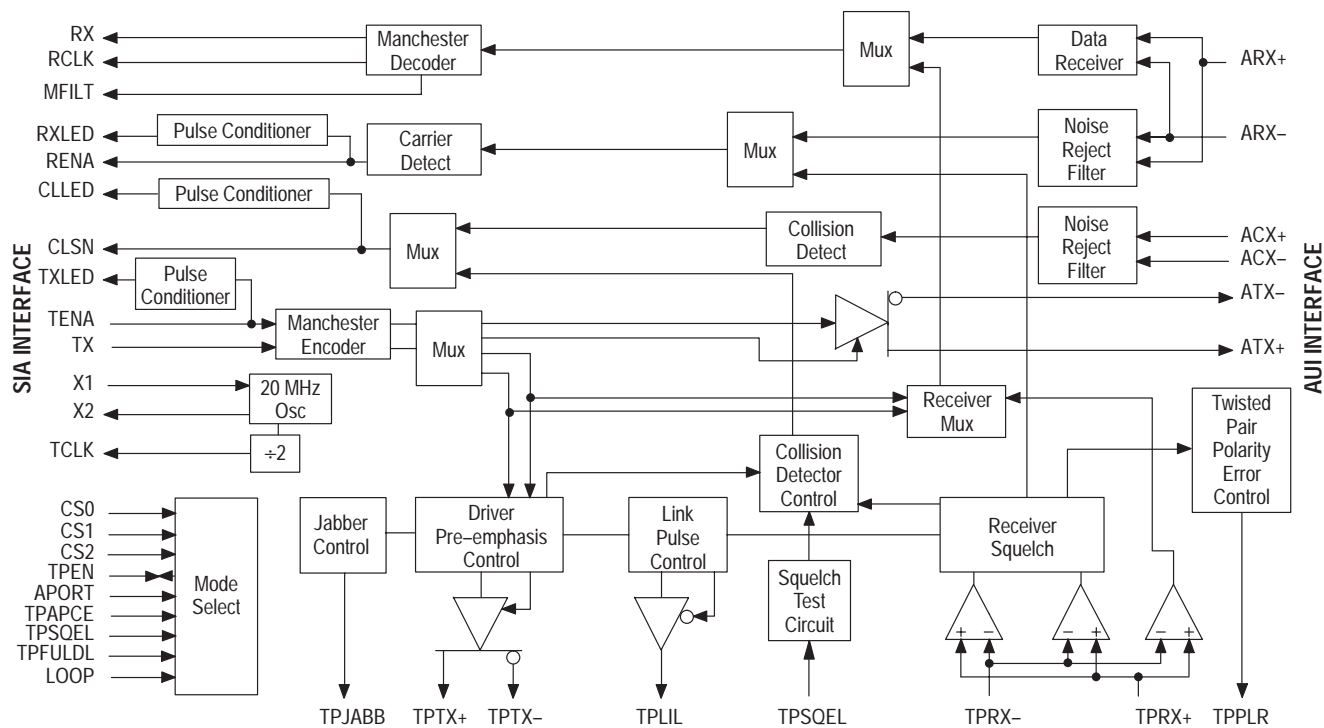 RX
RCLK
MFILT
RXLED
RENA
CLLED
CLSN
TXLED
TENA
TX
X1
X2
TCLK
CS0
CS1
CS2
TPEN
APORT
TPAPCE
TPSQEL
TPFULDL
LOOP
SIA INTERFACE
Manchester
Decoder
Mux
Data
Receiver
ARX+
Pulse Conditioner
Carrier
Detect
Mux
Noise
Reject
Filter
ARX−
Pulse Conditioner
Mux
Collision
Detect
Noise
Reject
Filter
ACX+
ACX−
Pulse
Conditioner
ATX−
ATX+
AUI INTERFACE
Manchester
Encoder
Mux
20 MHz
Osc
÷2
Receiver
Mux
Twisted
Pair
Polarity
Error
Control
Collision
Detector
Control
Mode
Select
Jabber
Control
Driver
Pre−emphasis
Control
Link
Pulse
Control
Squelch
Test
Circuit
Receiver
Squelch
+ −
− +
− +
TPJABB
TPTX+
TPTX−
TPLIL
TPSQEL
TPRX−
TPRX+
TPPLR